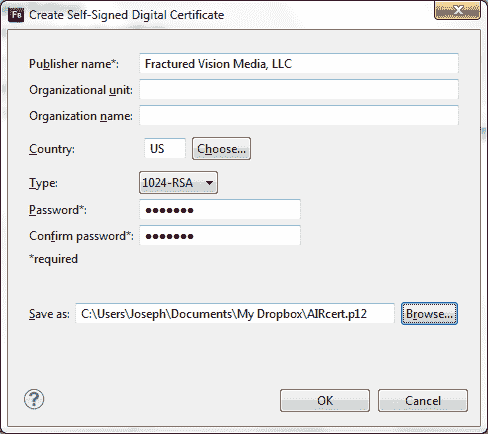 Fb Create Self-Signed Digital Certificate
Publisher name*: Fractured Vision Media, LLC
Organizational unit:
Organization name:
Country: US Choose...
Type: 1024-RSA
Password*: ●●●●●●●
Confirm password*: ●●●●●●●
*required
Save as: C:\Users\Joseph\Documents\My Dropbox\AIRcert.p12 Browse...
?
OK Cancel